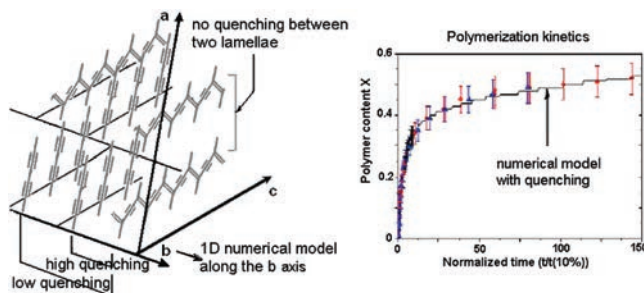 a
no quenching between
two lamellae
c
b
1D numerical model
along the b axis
high quenching
low quenching
Polymerization kinetics
Polymer content X
0.6
0.4
0.2
0.0
numerical model
with quenching
0
50
100
150
Normalized time (t/t(10%))